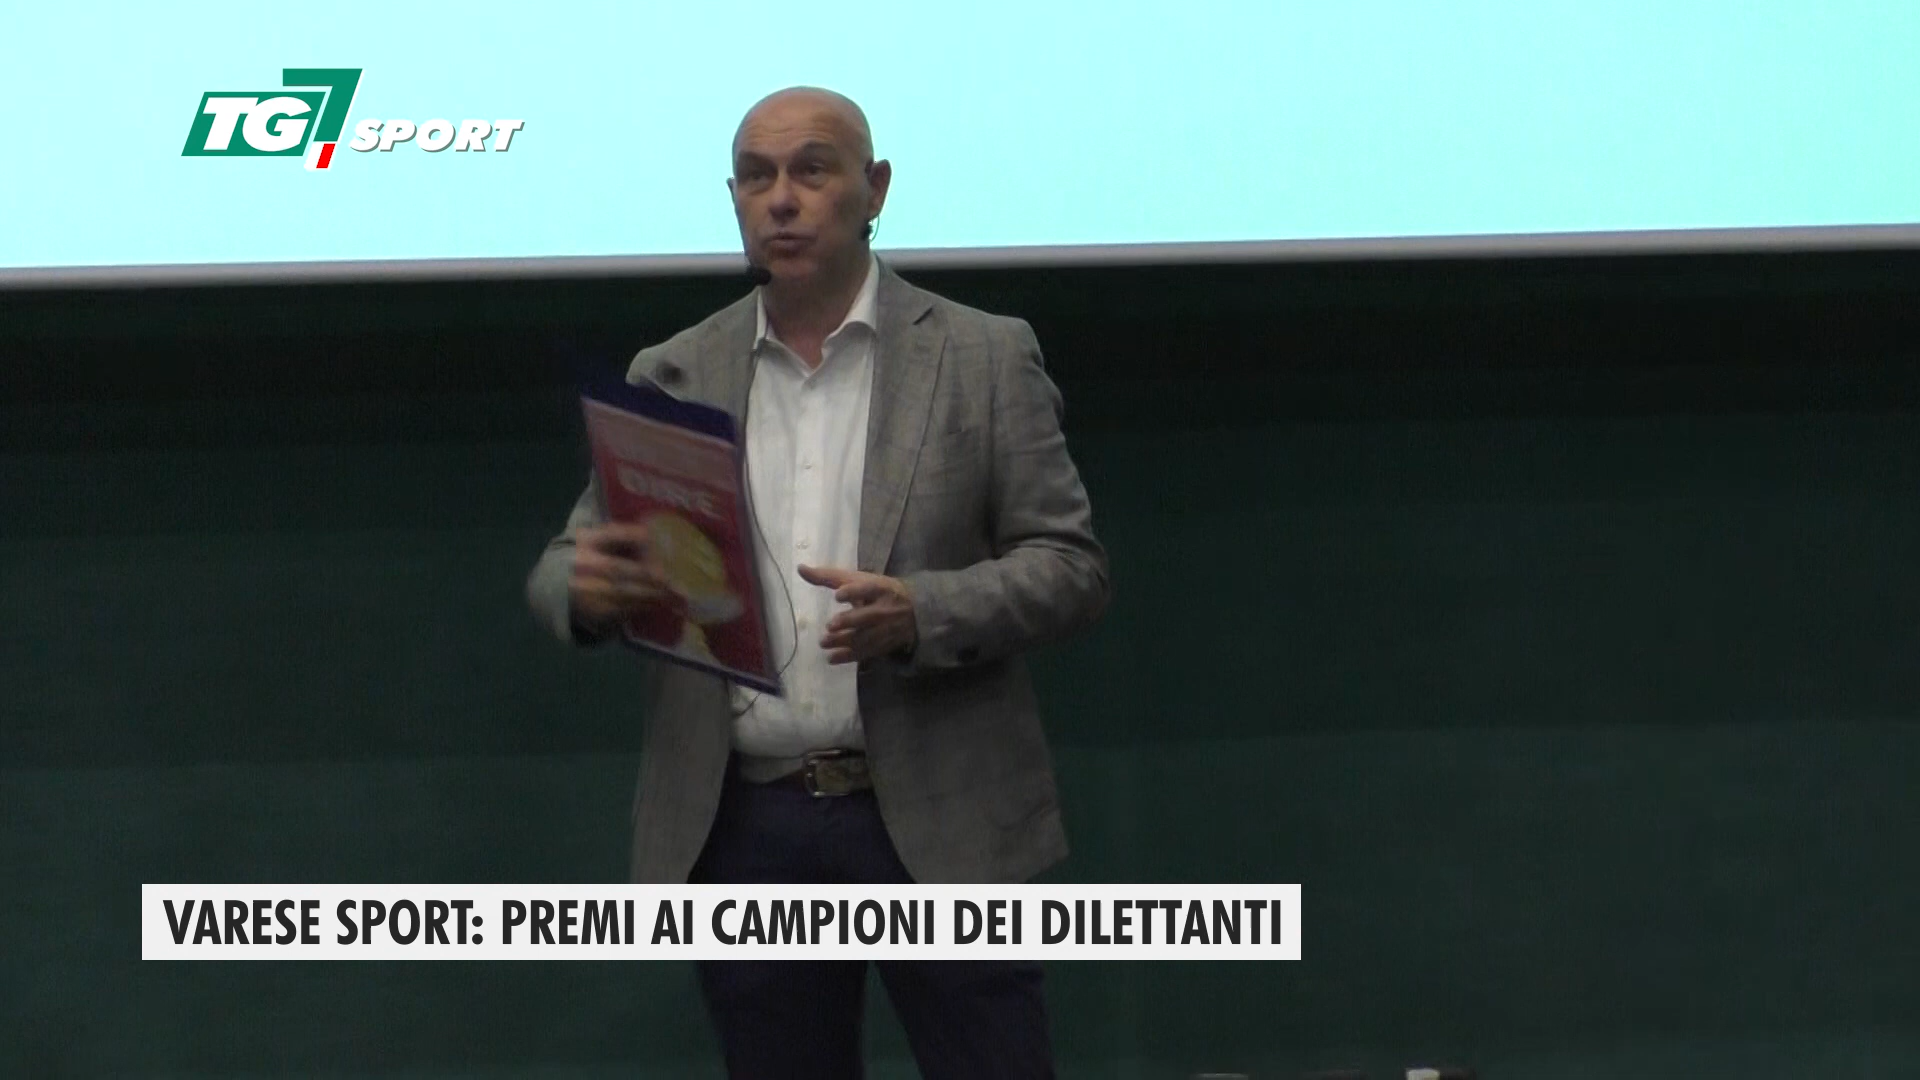 TG7 SPORT
VARESE SPORT: PREMI AI CAMPIONI DEI DILETTANTI